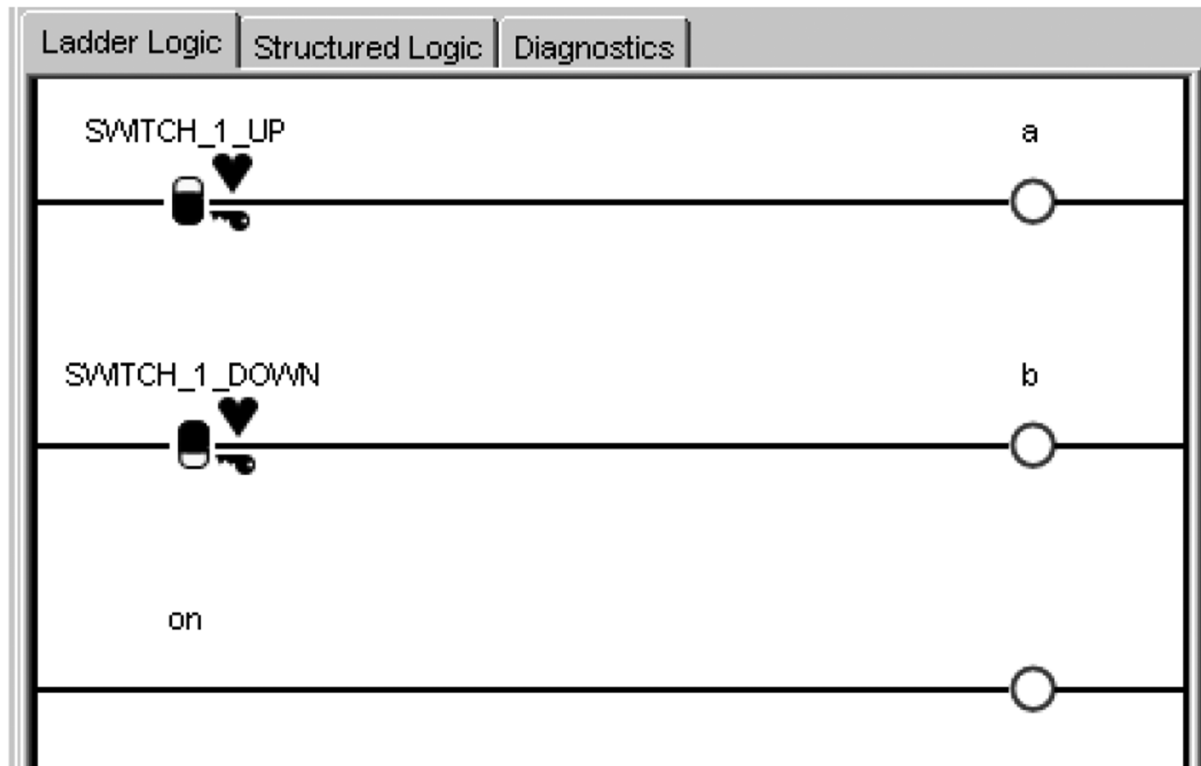 Ladder Logic Structured Logic Diagnostics
SWITCH_1_UP a
SWITCH_1_DOWN b
on